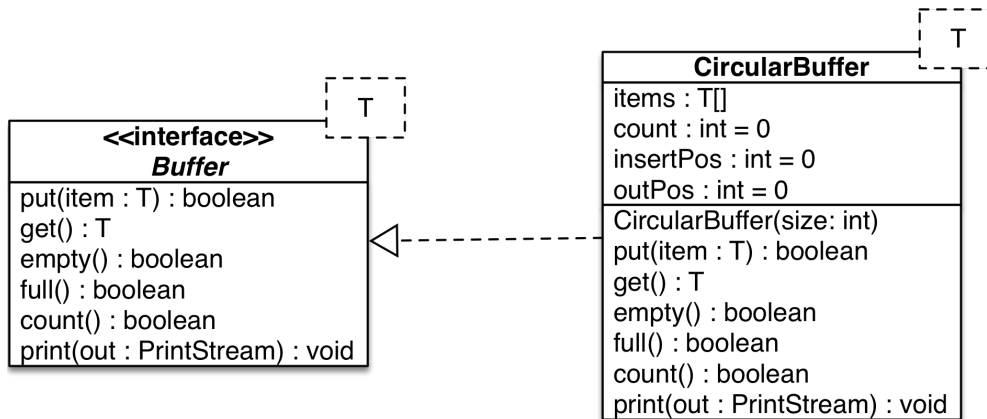 T
<<interface>>
Buffer
put(item : T) : boolean
get() : T
empty() : boolean
full() : boolean
count() : boolean
print(out : PrintStream) : void
T
CircularBuffer
items : T[]
count : int = 0
insertPos : int = 0
outPos : int = 0
CircularBuffer(size: int)
put(item : T) : boolean
get() : T
empty() : boolean
full() : boolean
count() : boolean
print(out : PrintStream) : void